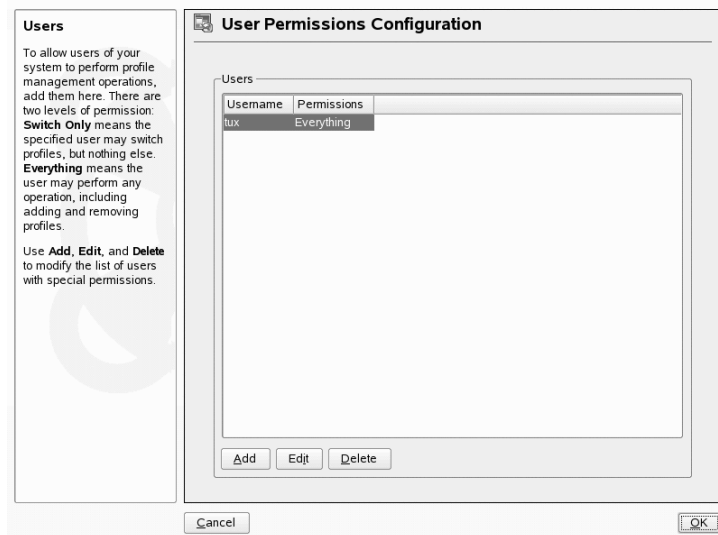 Users
To allow users of your
system to perform profile
management operations,
add them here. There are
two levels of permission:
Switch Only means the
specified user may switch
profiles, but nothing else.
Everything means the
user may perform any
operation, including
adding and removing
profiles.
Use Add, Edit, and Delete
to modify the list of users
with special permissions.
User Permissions Configuration
Users
Username Permissions
tux Everything
Add Edit Delete
Cancel OK